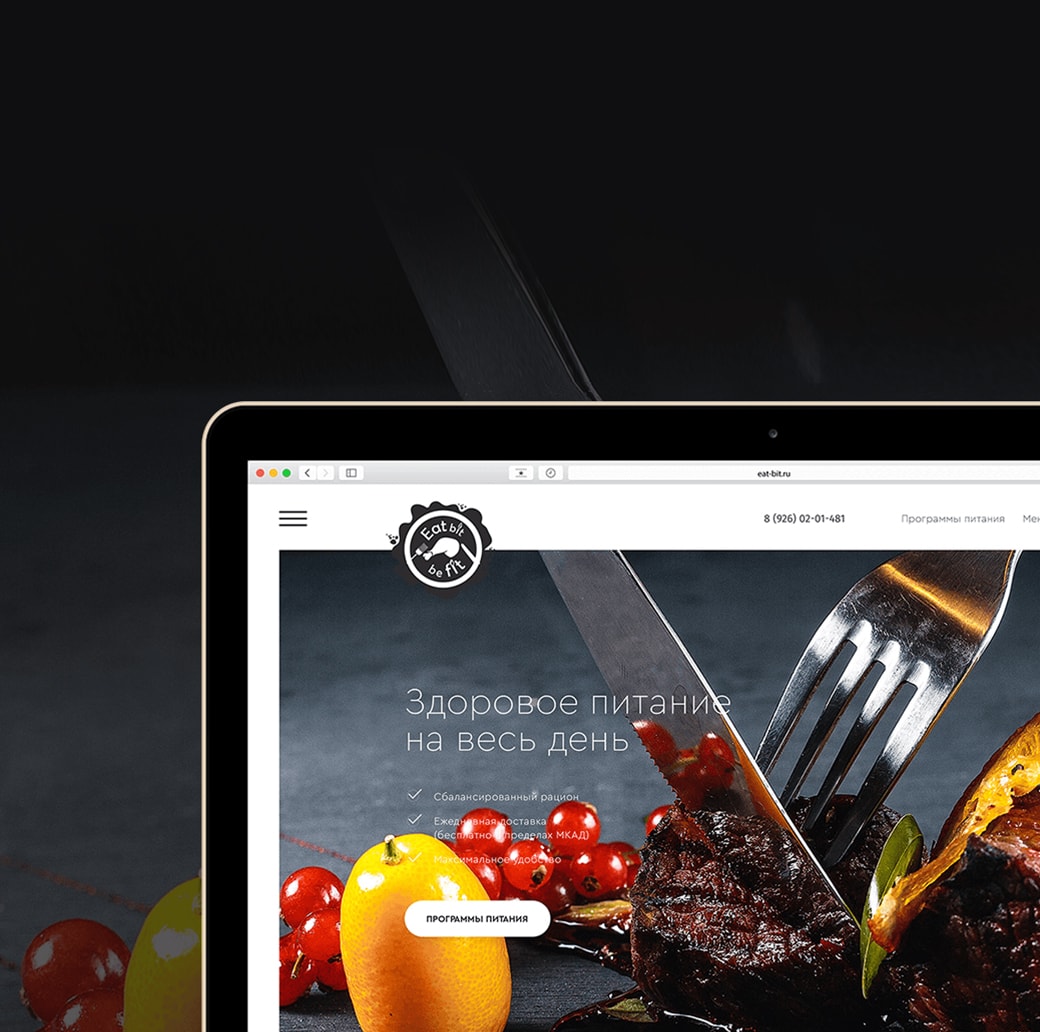 eat-bit.ru
Eat bit
be fit
8 (926) 02-01-481
Программы питания
Здоровое питание
на весь день
Сбалансированный рацион
Ежедневная доставка
(бесплатно в пределах МКАД)
Максимальное удобство
ПРОГРАММЫ ПИТАНИЯ